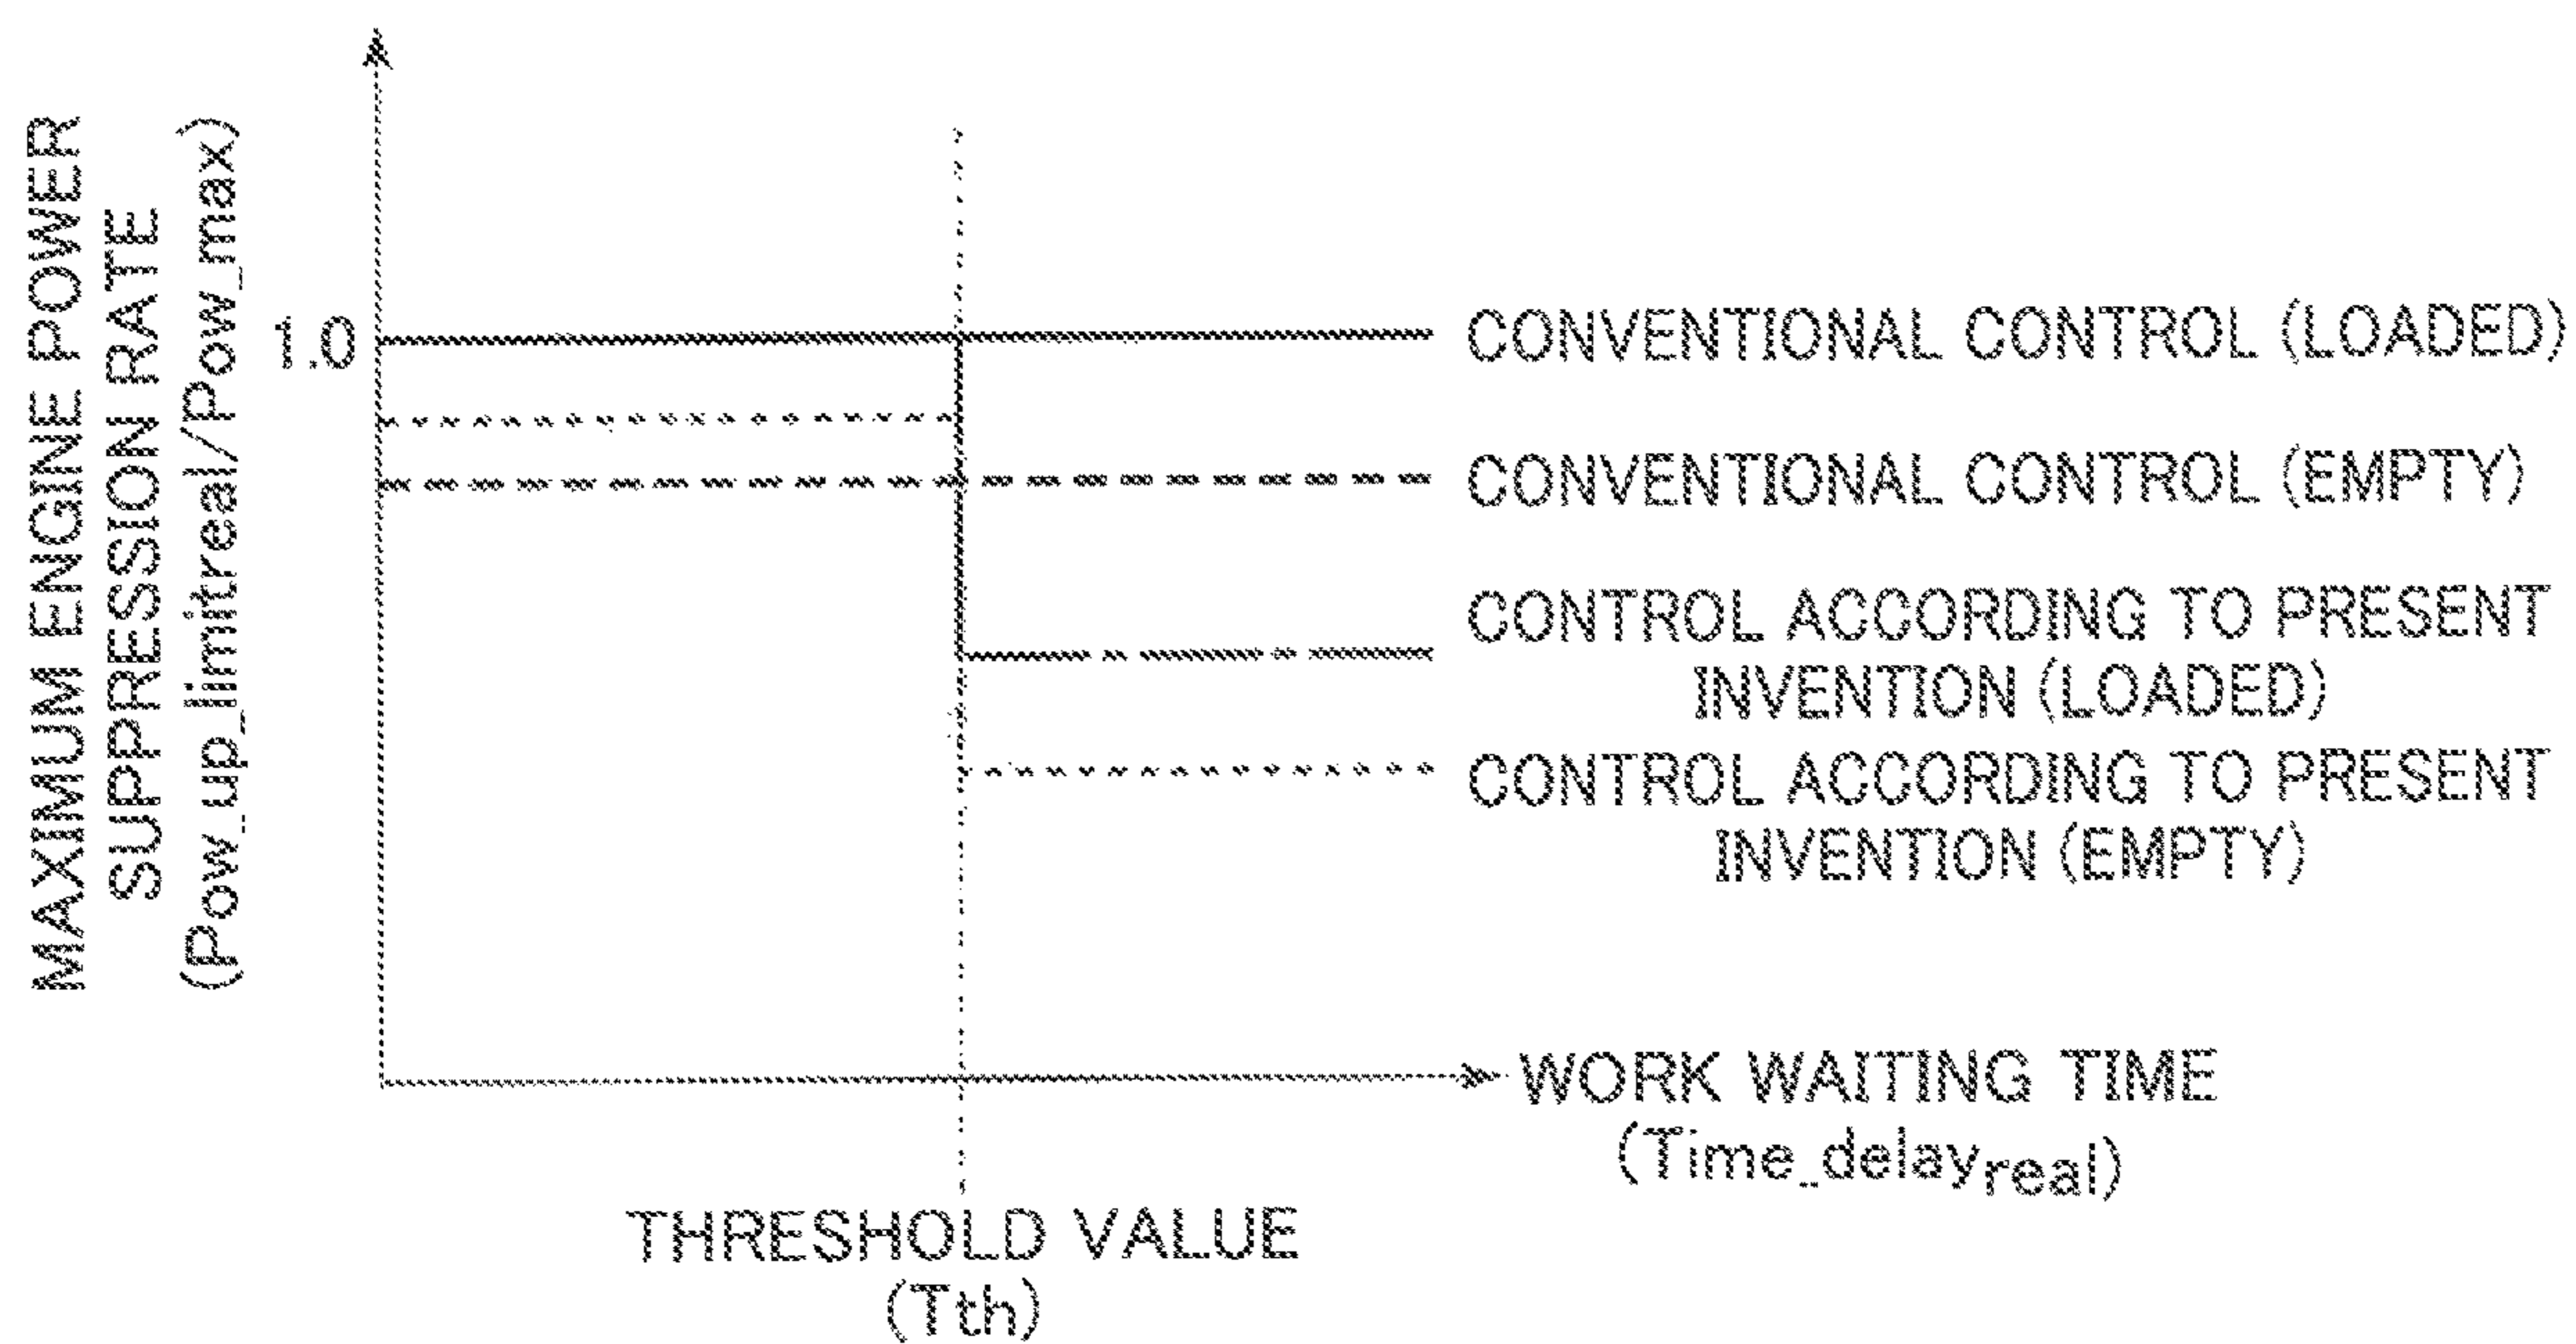 MAXIMUM ENGINE POWER
SUPPRESSION RATE
(Pow_up_limitreal/Pow_max)
1.0
CONVENTIONAL CONTROL (LOADED)
CONVENTIONAL CONTROL (EMPTY)
CONTROL ACCORDING TO PRESENT
INVENTION (LOADED)
CONTROL ACCORDING TO PRESENT
INVENTION (EMPTY)
WORK WAITING TIME
(Time_delayreal)
THRESHOLD VALUE
(Tth)